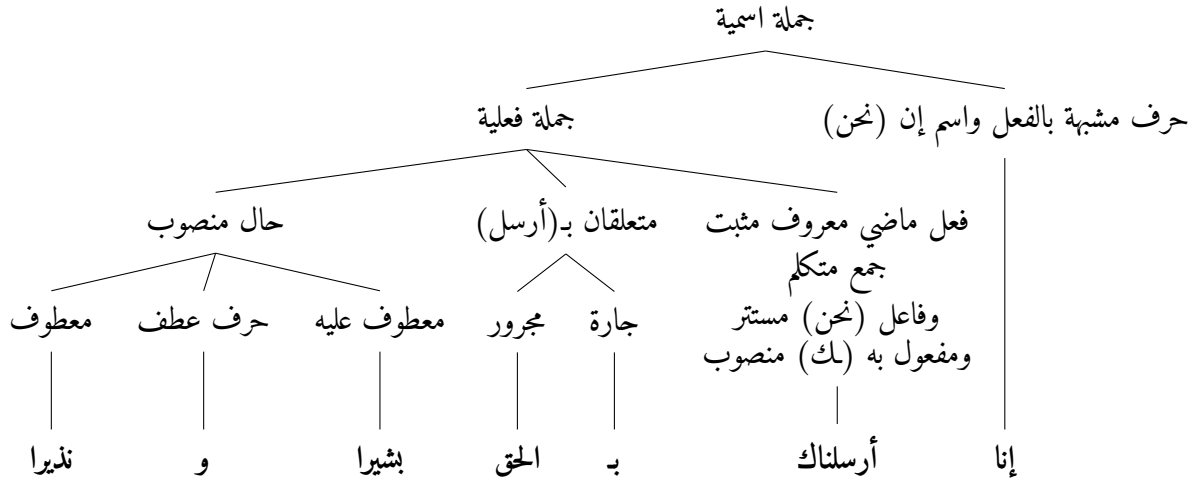 جملة اسمية
حرف مشبهة بالفعل واسم إن (نحن)
جملة فعلية
فعل ماضي معروف مثبت
جمع متكلم
وفاعل (نحن) مستتر
ومفعول به (ـك) منصوب
متعلقان بـ(أرسل)
حال منصوب
جارة
مجرور
معطوف عليه
حرف عطف
معطوف
إنا
أرسلناك
بـ
الحق
بشيرا
و
نذيرا